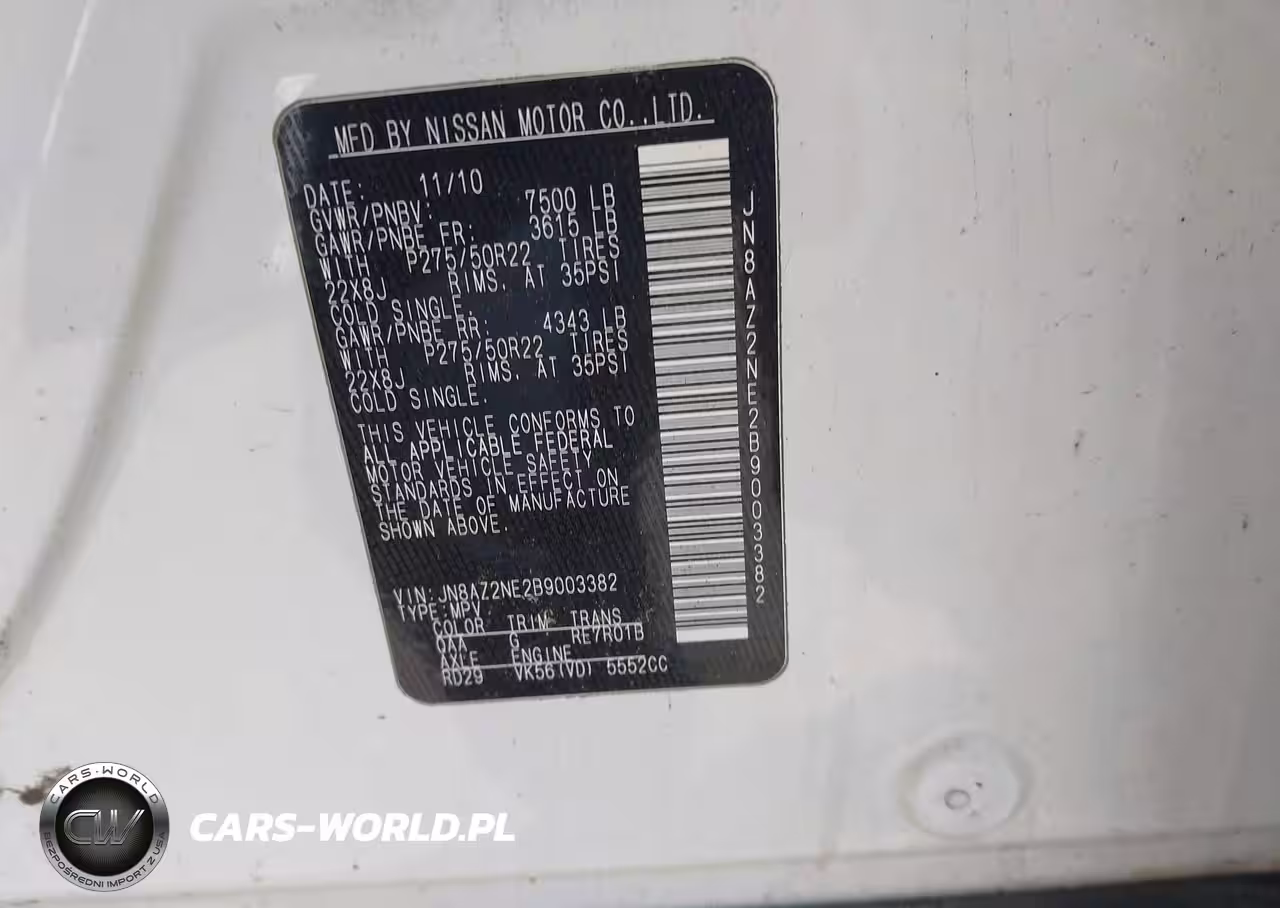 MFD BY NISSAN MOTOR CO.,LTD.
DATE: 11/10
GVWR/PNBV: 7500 LB
GAWR/PNBE FR: 3615 LB
WITH P275/50R22 TIRES
22X8J RIMS. AT 35PSI
COLD SINGLE.
GAWR/PNBE RR: 4343 LB
WITH P275/50R22 TIRES
22X8J RIMS. AT 35PSI
COLD SINGLE.
THIS VEHICLE CONFORMS TO
ALL APPLICABLE FEDERAL
MOTOR VEHICLE SAFETY
STANDARDS IN EFFECT ON
THE DATE OF MANUFACTURE
SHOWN ABOVE.
VIN:JN8AZ2NE2B9003382
TYPE:MPV
COLOR TRIM TRANS
QAA G RE7R01B
AXLE ENGINE
RD29 VK56(VD) 5552CC
JN8AZ2NE2B9003382
CARS-WORLD
CW
BEZPOŚREDNI IMPORT Z USA
CARS-WORLD.PL